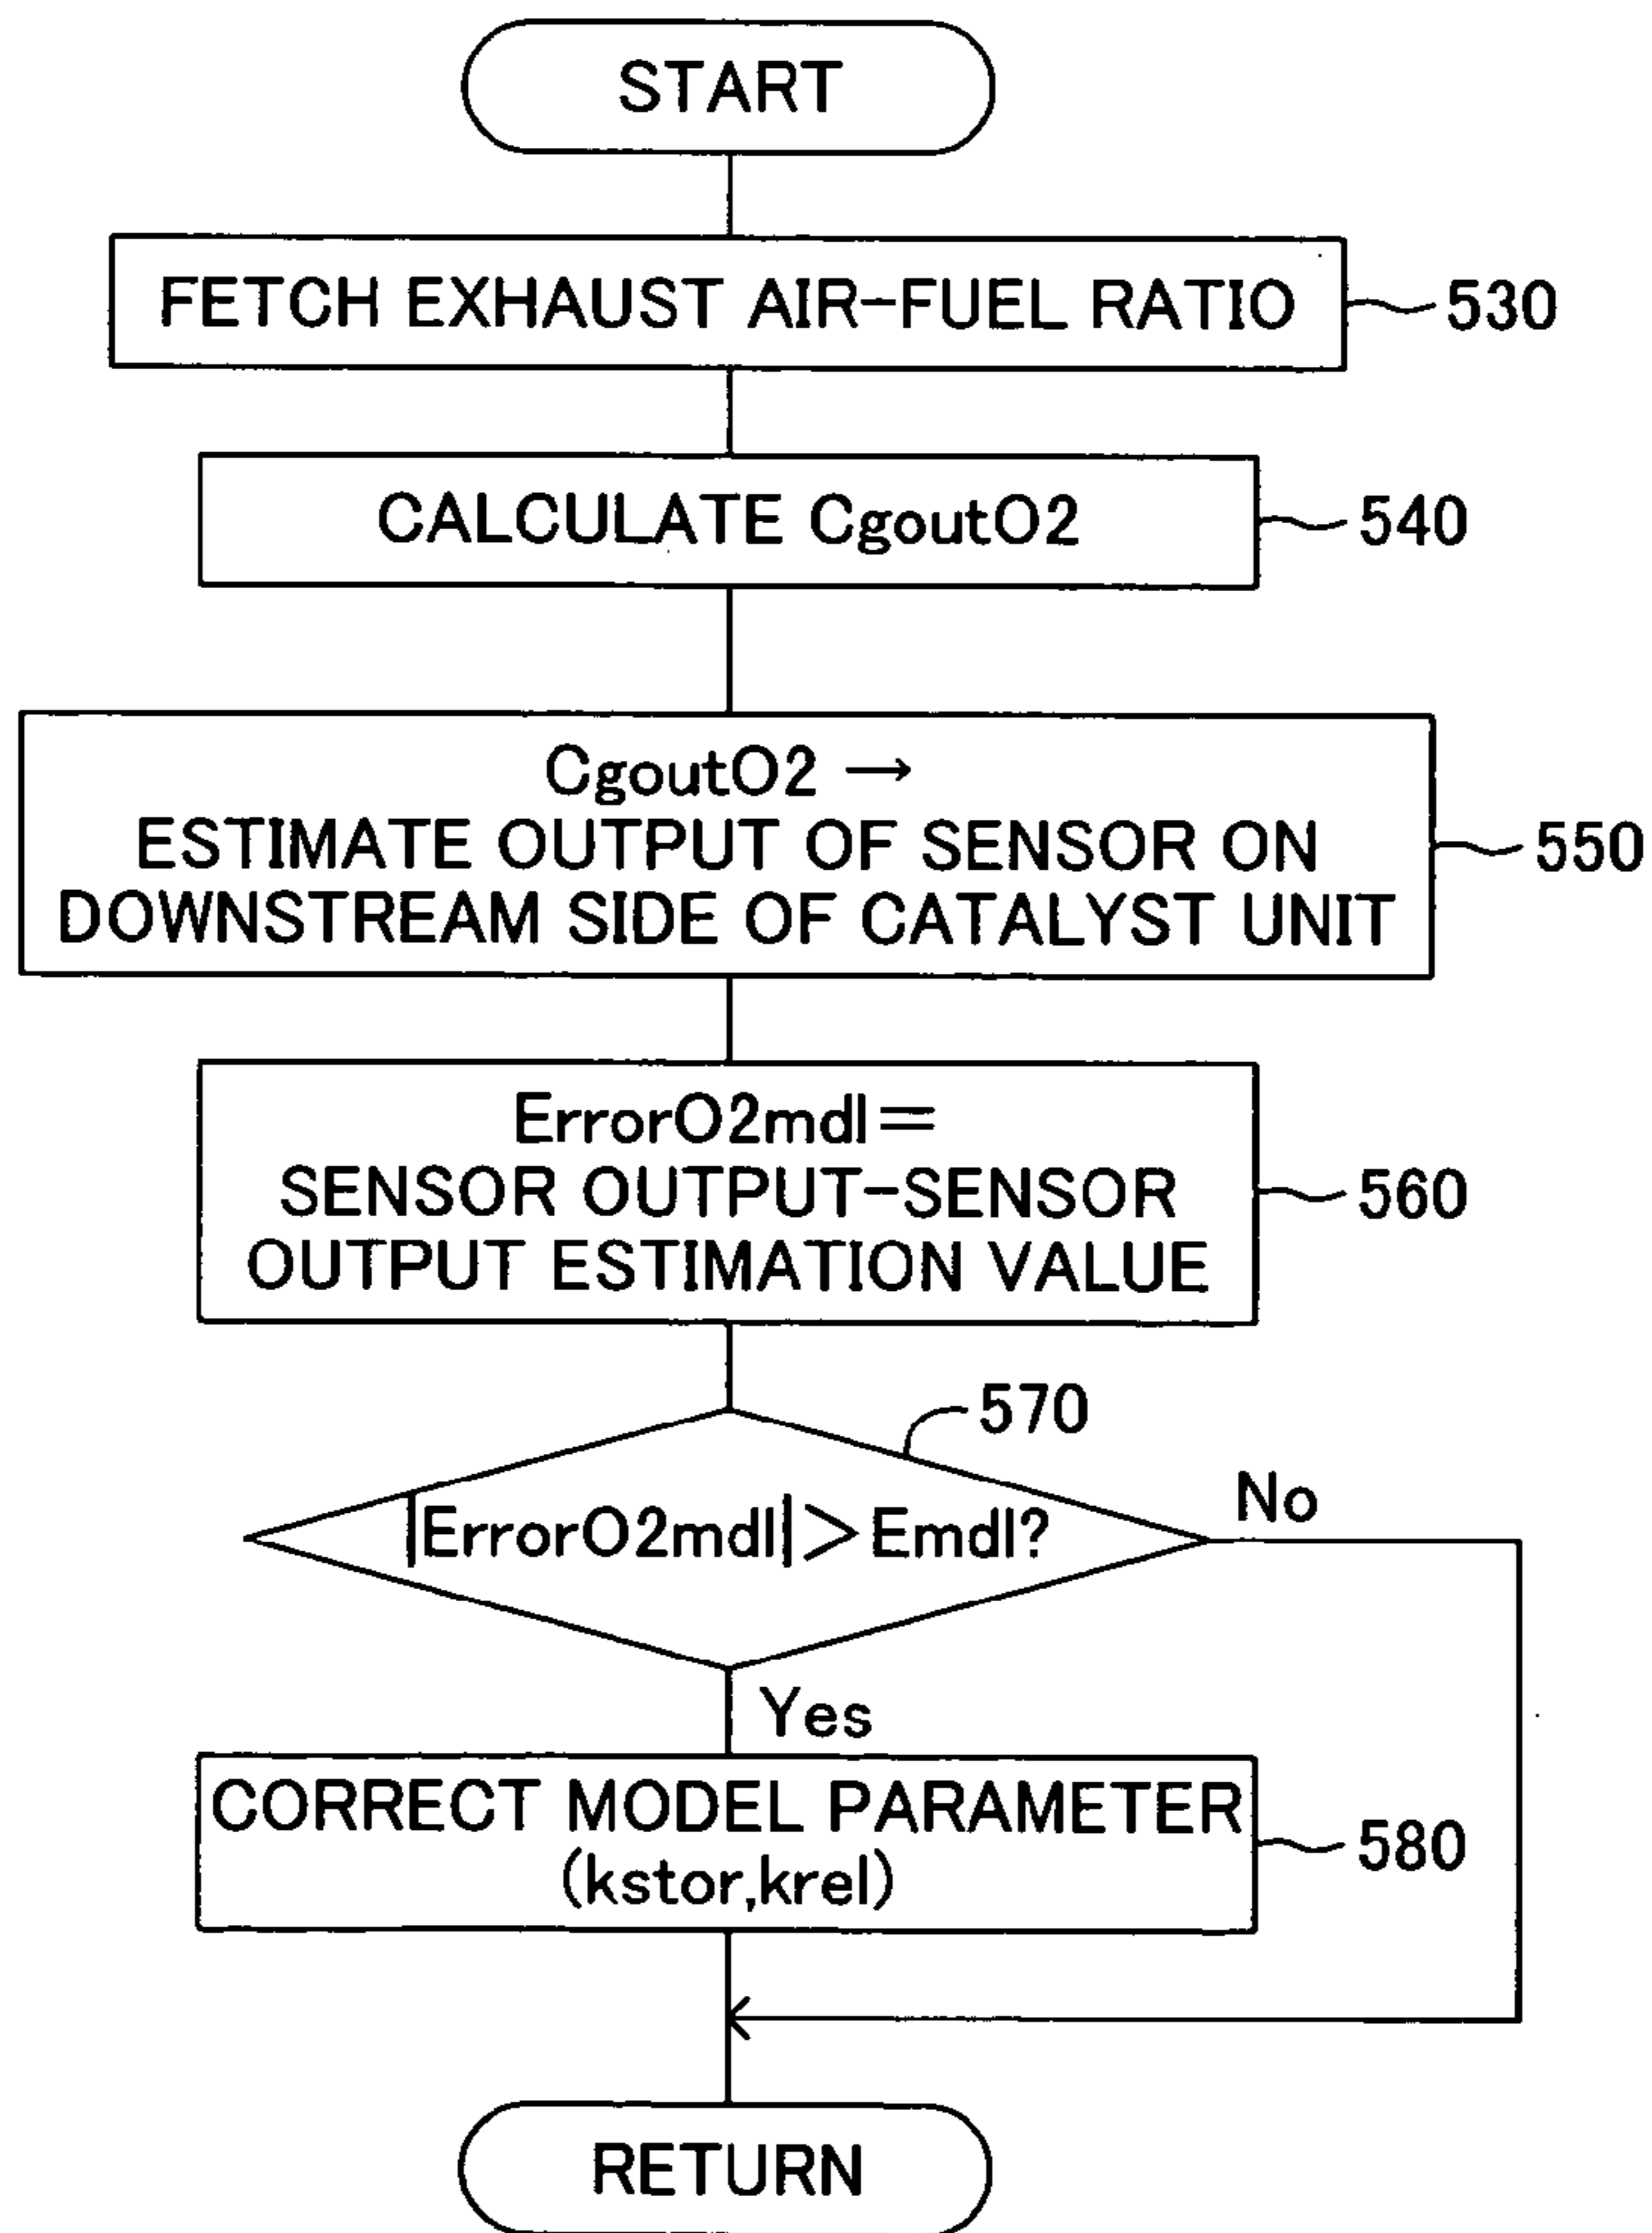 START
FETCH EXHAUST AIR-FUEL RATIO
530
CALCULATE CgoutO2
540
CgoutO2 →
ESTIMATE OUTPUT OF SENSOR ON
DOWNSTREAM SIDE OF CATALYST UNIT
550
ErrorO2mdl=
SENSOR OUTPUT-SENSOR
OUTPUT ESTIMATION VALUE
560
570
|ErrorO2mdl|>Emdl?
No
Yes
CORRECT MODEL PARAMETER
(kstor,krel)
580
RETURN